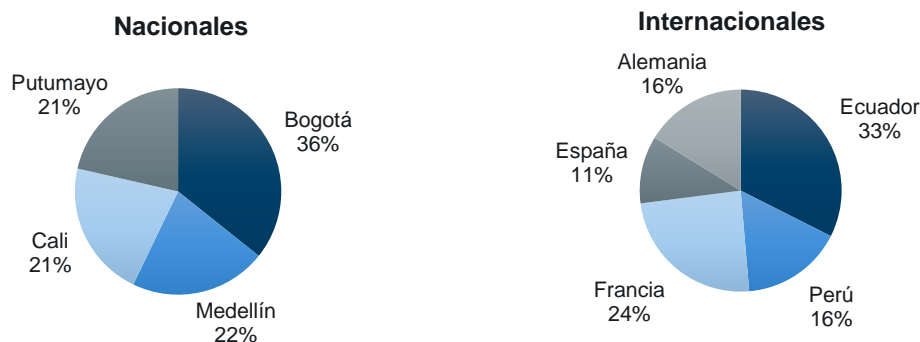 Nacionales
Putumayo
21%
Bogotá
36%
Cali
21%
Medellín
22%
Internacionales
Alemania
16%
Ecuador
33%
España
11%
Francia
24%
Perú
16%